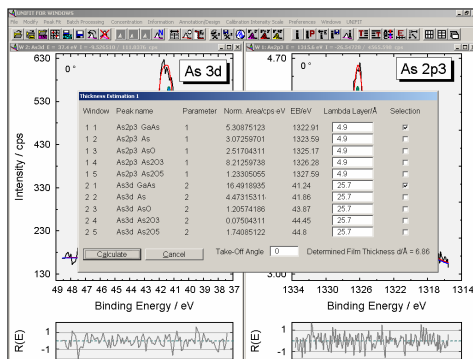 UNIFIT FOR WINDOWS
File Modify Peak-Fit Batch Processing Concentration Information Annotation/Design Calibration Intensity Scale Preferences Windows UNIFIT
630
530
430
330
230
130
Intensity / cps
0°
As 3d
4.70
3.00
0°
As 2p3
Thickness Estimation 1
Window Peak name Parameter Norm. Area/cps eV EB/eV Lambda Layer/Å Selection
1 1 As2p3 GaAs 1 5.30875123 1322.91 4.9
1 2 As2p3 As 1 3.07259701 1323.59 4.9
1 3 As2p3 AsO 1 2.51704311 1325.17 4.9
1 4 As2p3 As2O3 1 8.21259738 1326.28 4.9
1 5 As2p3 As2O5 1 1.23305055 1327.59 4.9
2 1 As3d GaAs 2 16.4918935 41.24 25.7
2 2 As3d As 2 4.47315311 41.86 25.7
2 3 As3d AsO 2 1.20574186 43.87 25.7
2 4 As3d As2O3 2 0.07504311 44.45 25.7
2 5 As3d As2O5 2 1.74085122 44.8 25.7
Calculate Cancel Take-Off Angle 0 Determined Film Thickness d/Å = 6.86
49 48 47 46 45 44 43 42 41 40 39 38 37
Binding Energy / eV
1334 1330 1326 1322 1318 1314
Binding Energy / eV
R(E)
1
-1
R(E)
1
-1